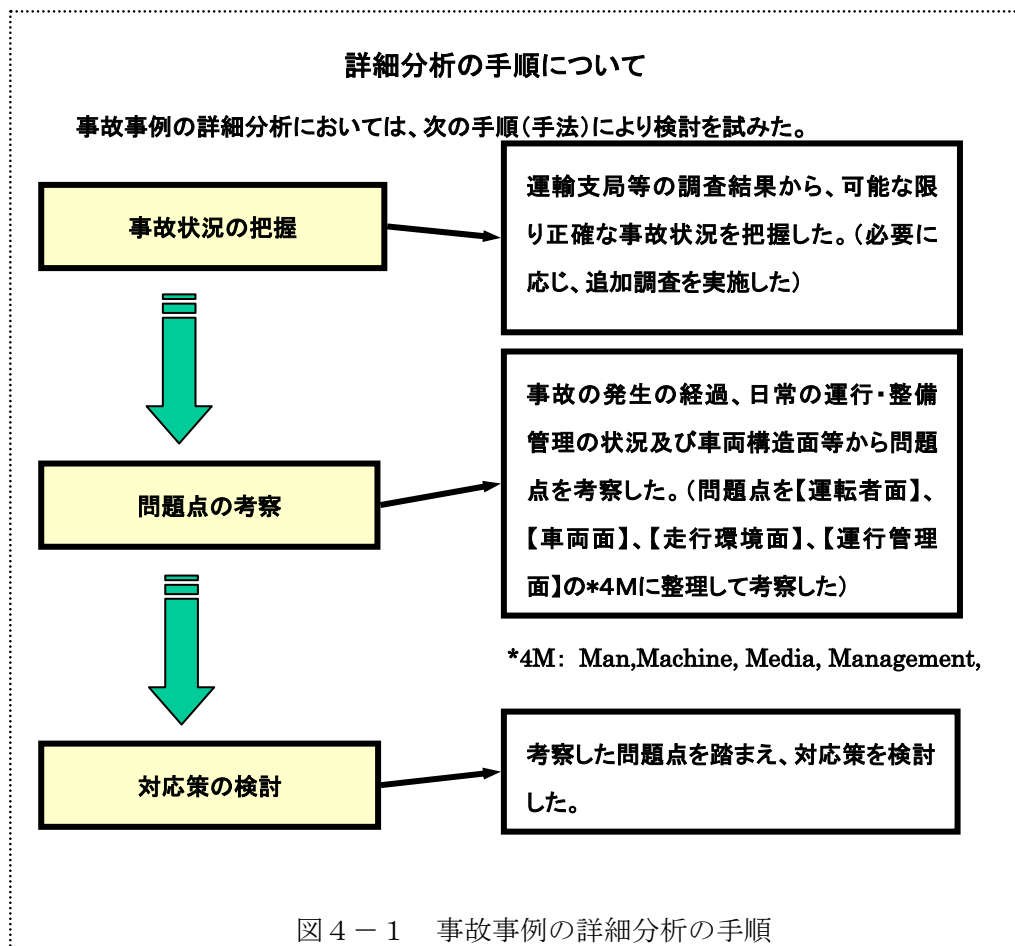 詳細分析の手順について
事故事例の詳細分析においては、次の手順(手法)により検討を試みた。
事故状況の把握
運輸支局等の調査結果から、可能な限
り正確な事故状況を把握した。(必要に
応じ、追加調査を実施した)
問題点の考察
事故の発生の経過、日常の運行・整備
管理の状況及び車両構造面等から問題
点を考察した。(問題点を【運転者面】、
【車両面】、【走行環境面】、【運行管理
面】の*4Mに整理して考察した)
*4M: Man,Machine, Media, Management,
対応策の検討
考察した問題点を踏まえ、対応策を検討
した。
図4-1 事故事例の詳細分析の手順